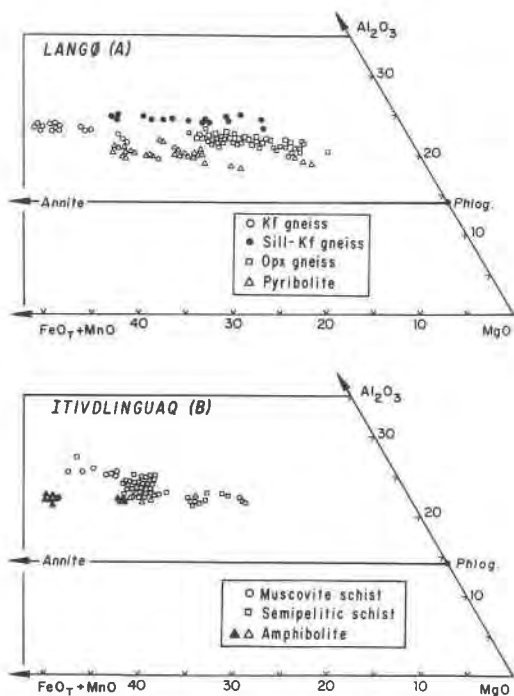 LANGØ (A)
Al2O3
30
20
Annite
Phlog.
10
○ Kf gneiss
● Sill-Kf gneiss
□ Opx gneiss
△ Pyribolite
FeOT+MnO 40 30 20 10 MgO
ITIVDLINGUAQ (B)
Al2O3
30
20
Annite
Phlog.
10
○ Muscovite schist
□ Semipelitic schist
▲ △ Amphibolite
FeOT+MnO 40 30 20 10 MgO